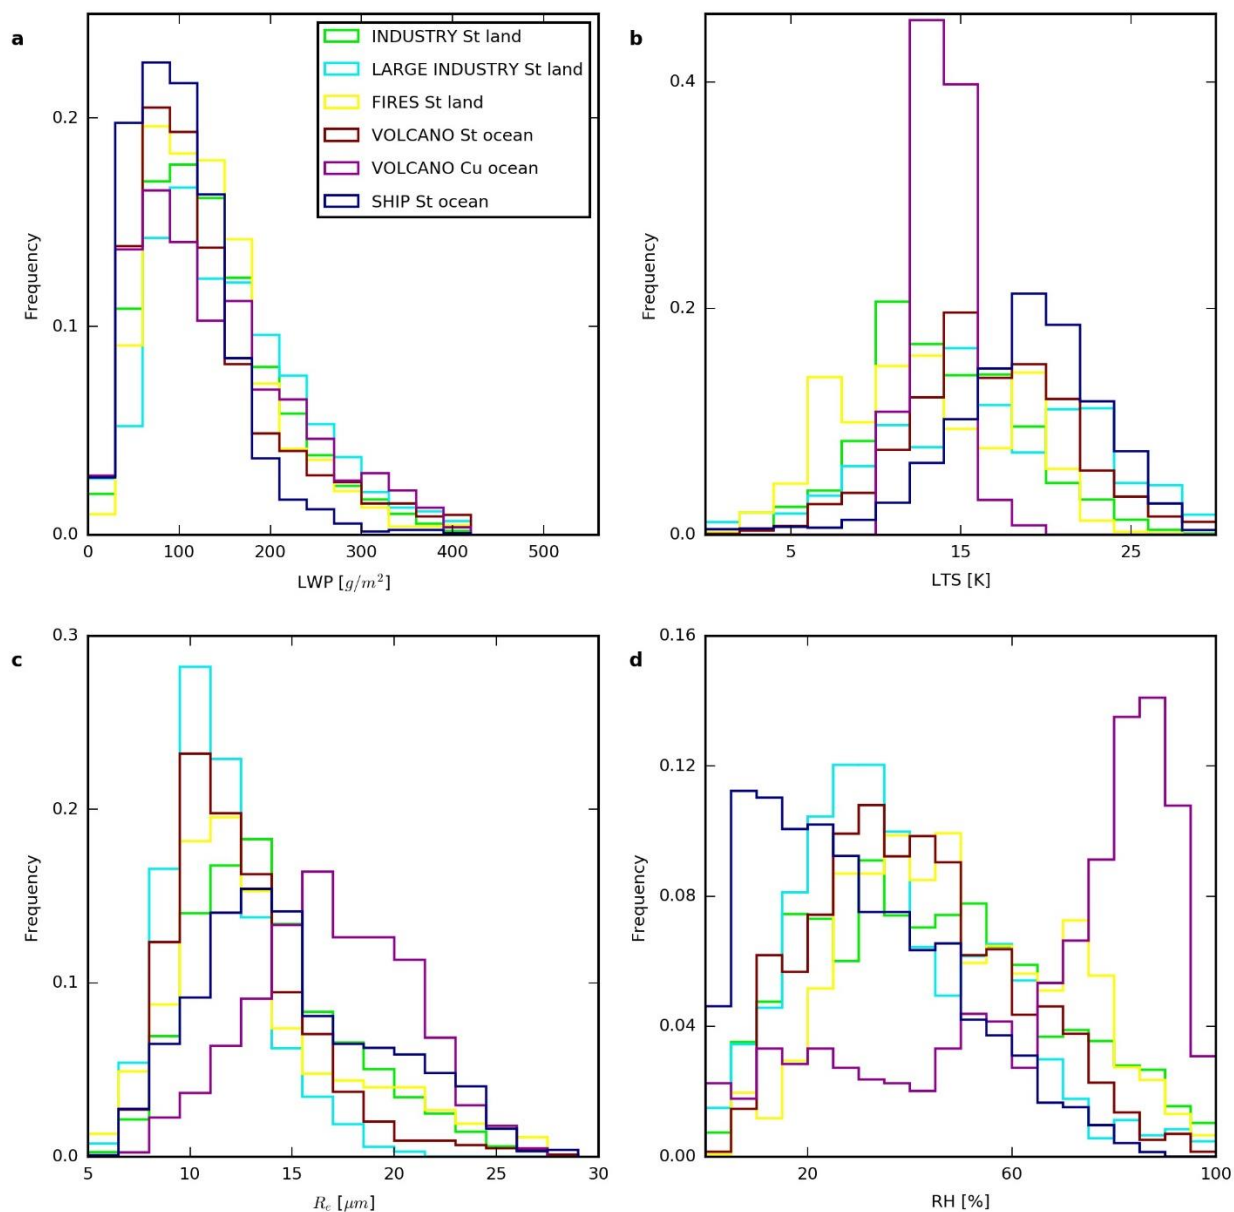 a
INDUSTRY St land
LARGE INDUSTRY St land
FIRES St land
VOLCANO St ocean
VOLCANO Cu ocean
SHIP St ocean
Frequency
0.2
0.1
0.0
0 100 200 300 400 500
LWP [g/m²]
b
Frequency
0.4
0.2
0.0
5 15 25
LTS [K]
c
Frequency
0.3
0.2
0.1
0.0
5 10 15 20 25 30
Rₑ [μm]
d
Frequency
0.16
0.12
0.08
0.04
0.00
20 60 100
RH [%]